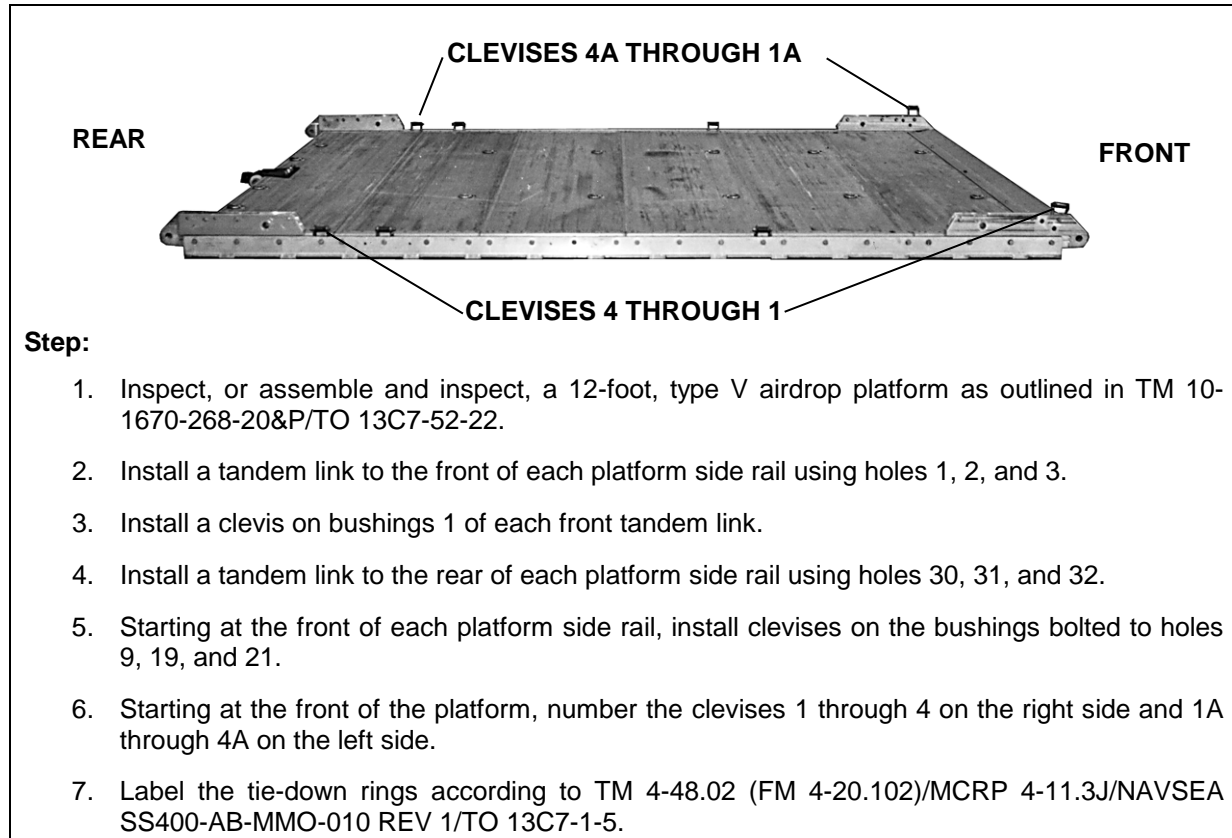 CLEVISES 4A THROUGH 1A
REAR
FRONT
CLEVISES 4 THROUGH 1
Step:
1. Inspect, or assemble and inspect, a 12-foot, type V airdrop platform as outlined in TM 10-
1670-268-20&P/TO 13C7-52-22.
2. Install a tandem link to the front of each platform side rail using holes 1, 2, and 3.
3. Install a clevis on bushings 1 of each front tandem link.
4. Install a tandem link to the rear of each platform side rail using holes 30, 31, and 32.
5. Starting at the front of each platform side rail, install clevises on the bushings bolted to holes
9, 19, and 21.
6. Starting at the front of the platform, number the clevises 1 through 4 on the right side and 1A
through 4A on the left side.
7. Label the tie-down rings according to TM 4-48.02 (FM 4-20.102)/MCRP 4-11.3J/NAVSEA
SS400-AB-MMO-010 REV 1/TO 13C7-1-5.